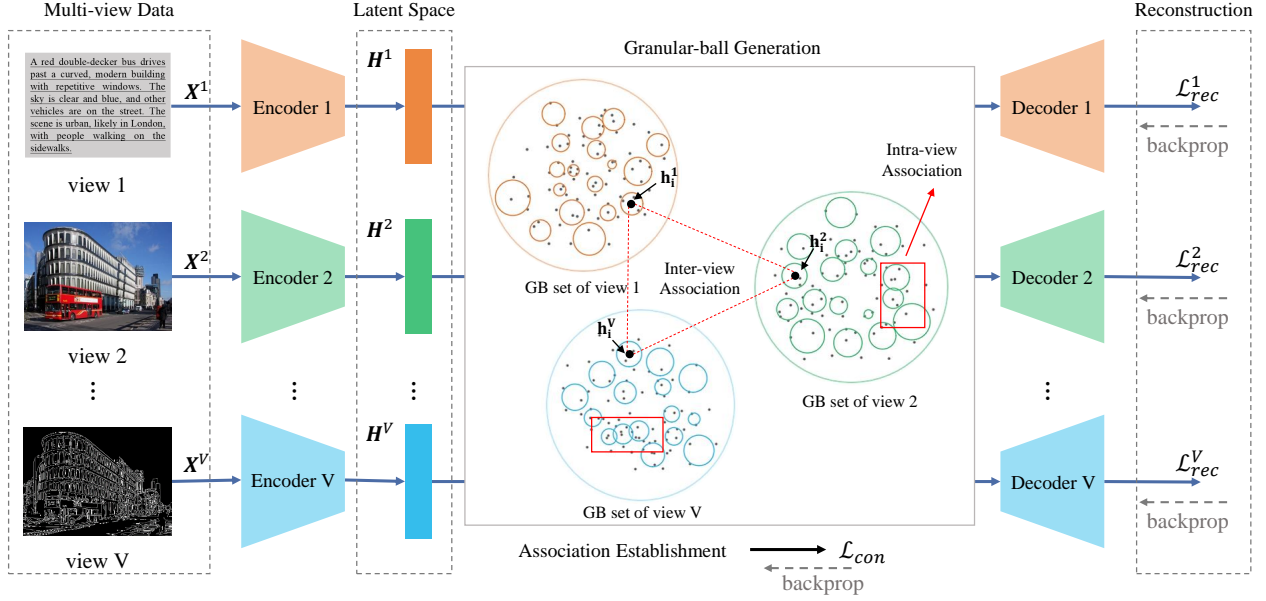 Multi-view Data
Latent Space
Reconstruction
A red double-decker bus drives
past a curved, modern building
with repetitive windows. The
sky is clear and blue, and other
vehicles are on the street. The
scene is urban, likely in London,
with people walking on the
sidewalks.
view 1
X¹
Encoder 1
H¹
Granular-ball Generation
Decoder 1
ℒ¹rec
backprop
view 2
X²
Encoder 2
H²
h¹i
GB set of view 1
Inter-view
Association
Intra-view
Association
h²i
GB set of view 2
Decoder 2
ℒ²rec
backprop
view V
X^V
Encoder V
H^V
h^V i
GB set of view V
Decoder V
ℒ^V rec
backprop
Association Establishment
ℒcon
backprop